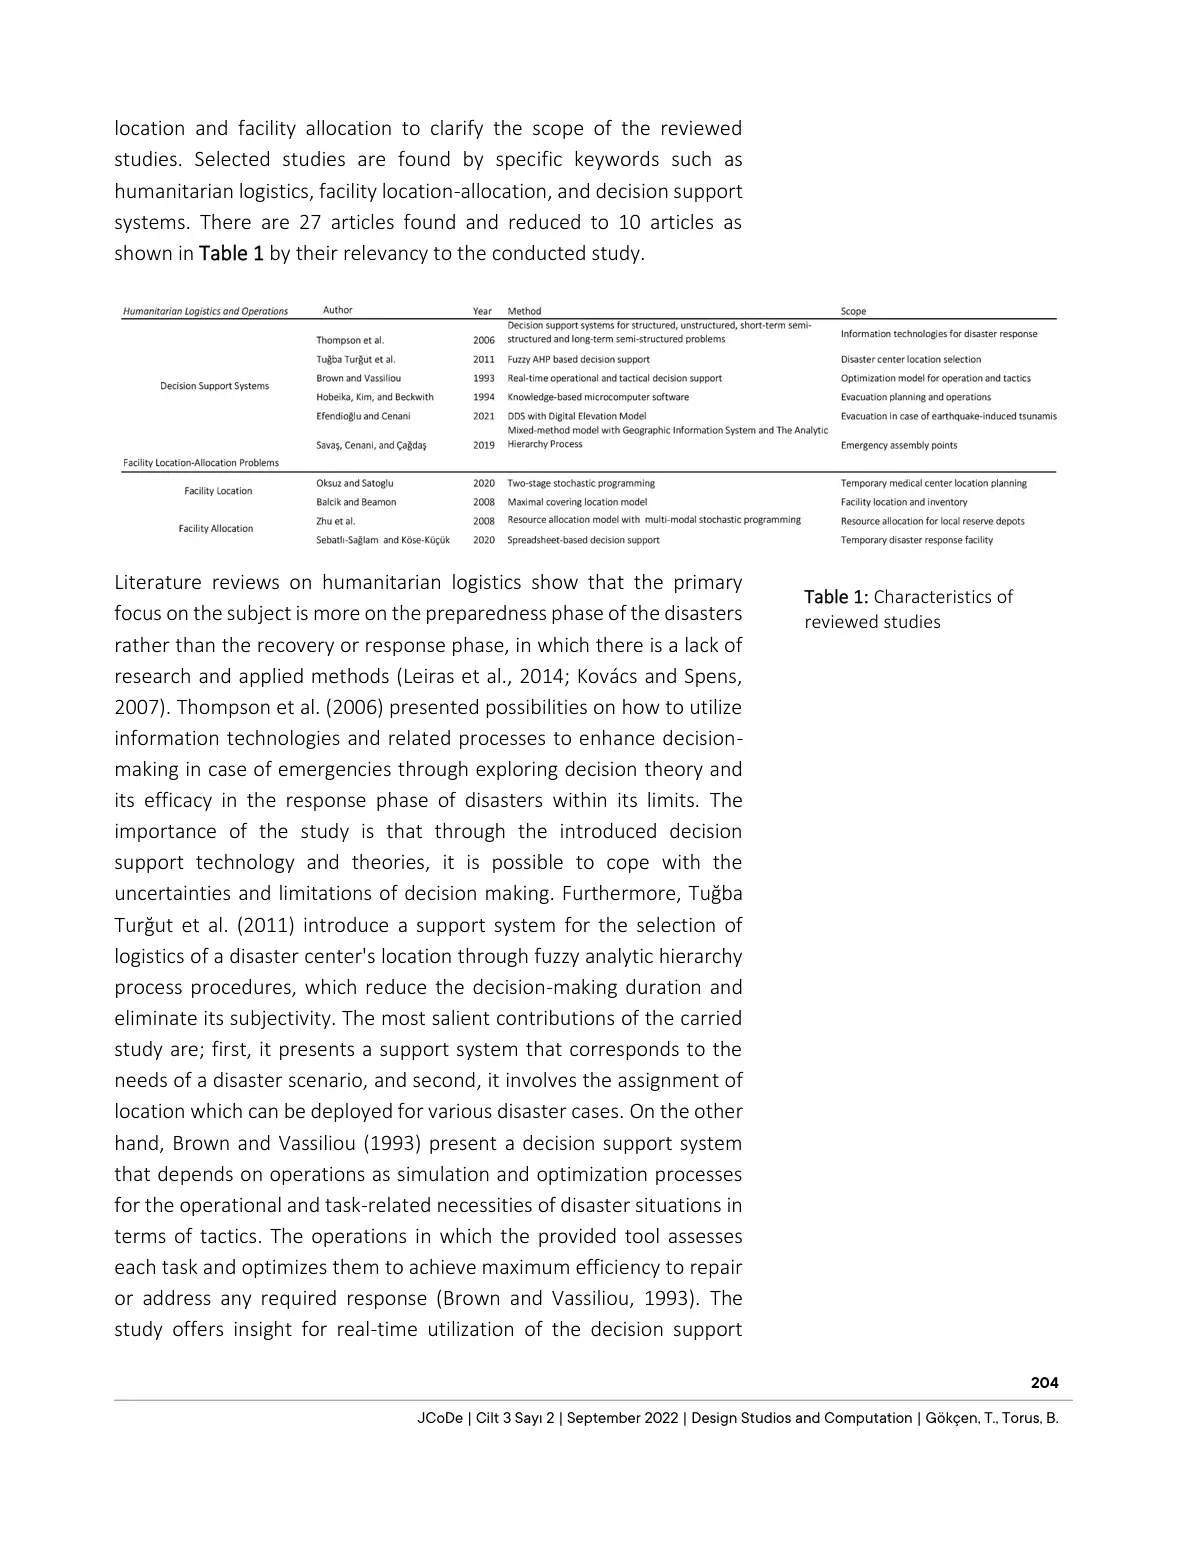 location and facility allocation to clarify the scope of the reviewed
studies. Selected studies are found by specific keywords such as
humanitarian logistics, facility location-allocation, and decision support
systems. There are 27 articles found and reduced to 10 articles as
shown in Table 1 by their relevancy to the conducted study.
Humanitarian Logistics and Operations Author Year Method Scope
Decision support systems for structured, unstructured, short-term semi-
Thompson et al. 2006 structured and long-term semi-structured problems Information technologies for disaster response
Tuğba Turğut et al. 2011 Fuzzy AHP based decision support Disaster center location selection
Brown and Vassiliou 1993 Real-time operational and tactical decision support Optimization model for operation and tactics
Decision Support Systems
Hobeika, Kim, and Beckwith 1994 Knowledge-based microcomputer software Evacuation planning and operations
Efendioğlu and Cenani 2021 DDS with Digital Elevation Model Evacuation in case of earthquake-induced tsunamis
Mixed-method model with Geographic Information System and The Analytic
Savaş, Cenani, and Çağdaş 2019 Hierarchy Process Emergency assembly points
Facility Location-Allocation Problems
Oksuz and Satoglu 2020 Two-stage stochastic programming Temporary medical center location planning
Facility Location
Balcik and Beamon 2008 Maximal covering location model Facility location and inventory
Zhu et al. 2008 Resource allocation model with multi-modal stochastic programming Resource allocation for local reserve depots
Facility Allocation
Sebatlı-Sağlam and Köse-Küçük 2020 Spreadsheet-based decision support Temporary disaster response facility
Literature reviews on humanitarian logistics show that the primary
focus on the subject is more on the preparedness phase of the disasters
rather than the recovery or response phase, in which there is a lack of
research and applied methods (Leiras et al., 2014; Kovács and Spens,
2007). Thompson et al. (2006) presented possibilities on how to utilize
information technologies and related processes to enhance decision-
making in case of emergencies through exploring decision theory and
its efficacy in the response phase of disasters within its limits. The
importance of the study is that through the introduced decision
support technology and theories, it is possible to cope with the
uncertainties and limitations of decision making. Furthermore, Tuğba
Turğut et al. (2011) introduce a support system for the selection of
logistics of a disaster center's location through fuzzy analytic hierarchy
process procedures, which reduce the decision-making duration and
eliminate its subjectivity. The most salient contributions of the carried
study are; first, it presents a support system that corresponds to the
needs of a disaster scenario, and second, it involves the assignment of
location which can be deployed for various disaster cases. On the other
hand, Brown and Vassiliou (1993) present a decision support system
that depends on operations as simulation and optimization processes
for the operational and task-related necessities of disaster situations in
terms of tactics. The operations in which the provided tool assesses
each task and optimizes them to achieve maximum efficiency to repair
or address any required response (Brown and Vassiliou, 1993). The
study offers insight for real-time utilization of the decision support
Table 1: Characteristics of
reviewed studies
204
JCoDe | Cilt 3 Sayı 2 | September 2022 | Design Studios and Computation | Gökçen, T., Torus, B.